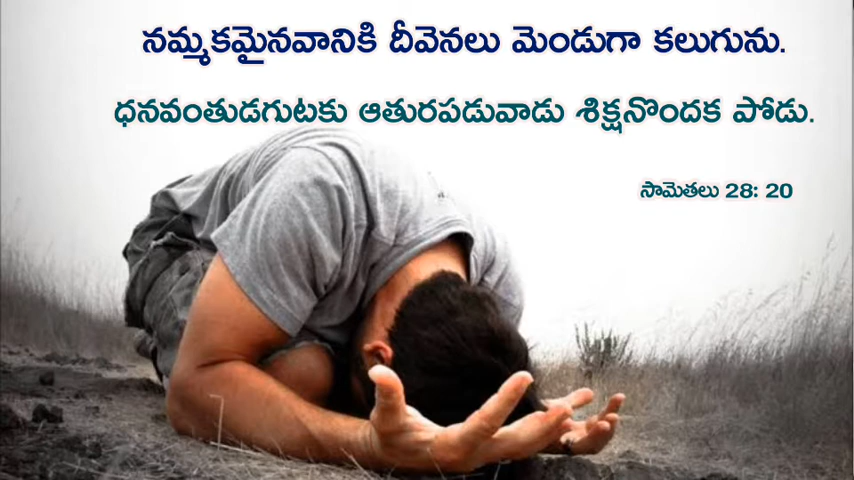 నమ్మకమైనవానికి దీవెనలు మెండుగా కలుగును.
ధనవంతుడగుటకు ఆతురపడువాడు శిక్షనొందక పోడు.
సామెతలు 28: 20